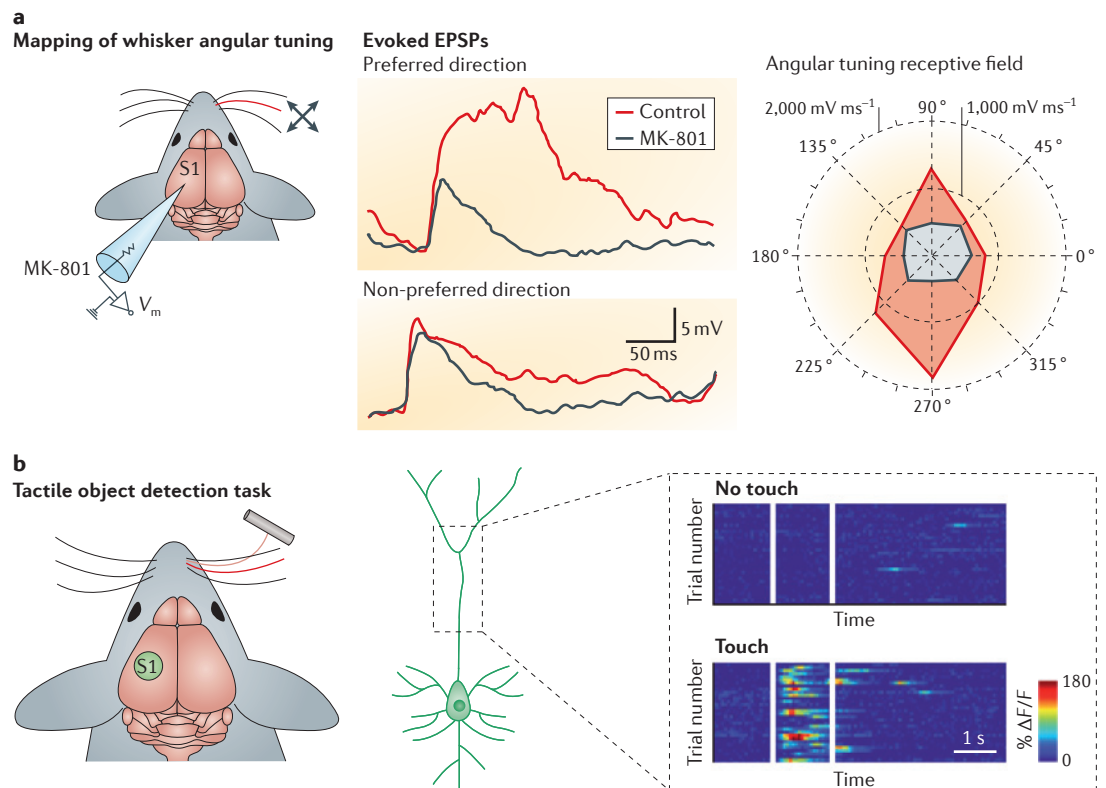 a
Mapping of whisker angular tuning
S1
MK-801
Vm
Evoked EPSPs
Preferred direction
Control
MK-801
Non-preferred direction
5 mV
50 ms
Angular tuning receptive field
2,000 mV ms⁻¹
1,000 mV ms⁻¹
90°
135°
45°
180°
0°
225°
315°
270°
b
Tactile object detection task
S1
No touch
Trial number
Time
Touch
Trial number
1 s
Time
180
% ΔF/F
0